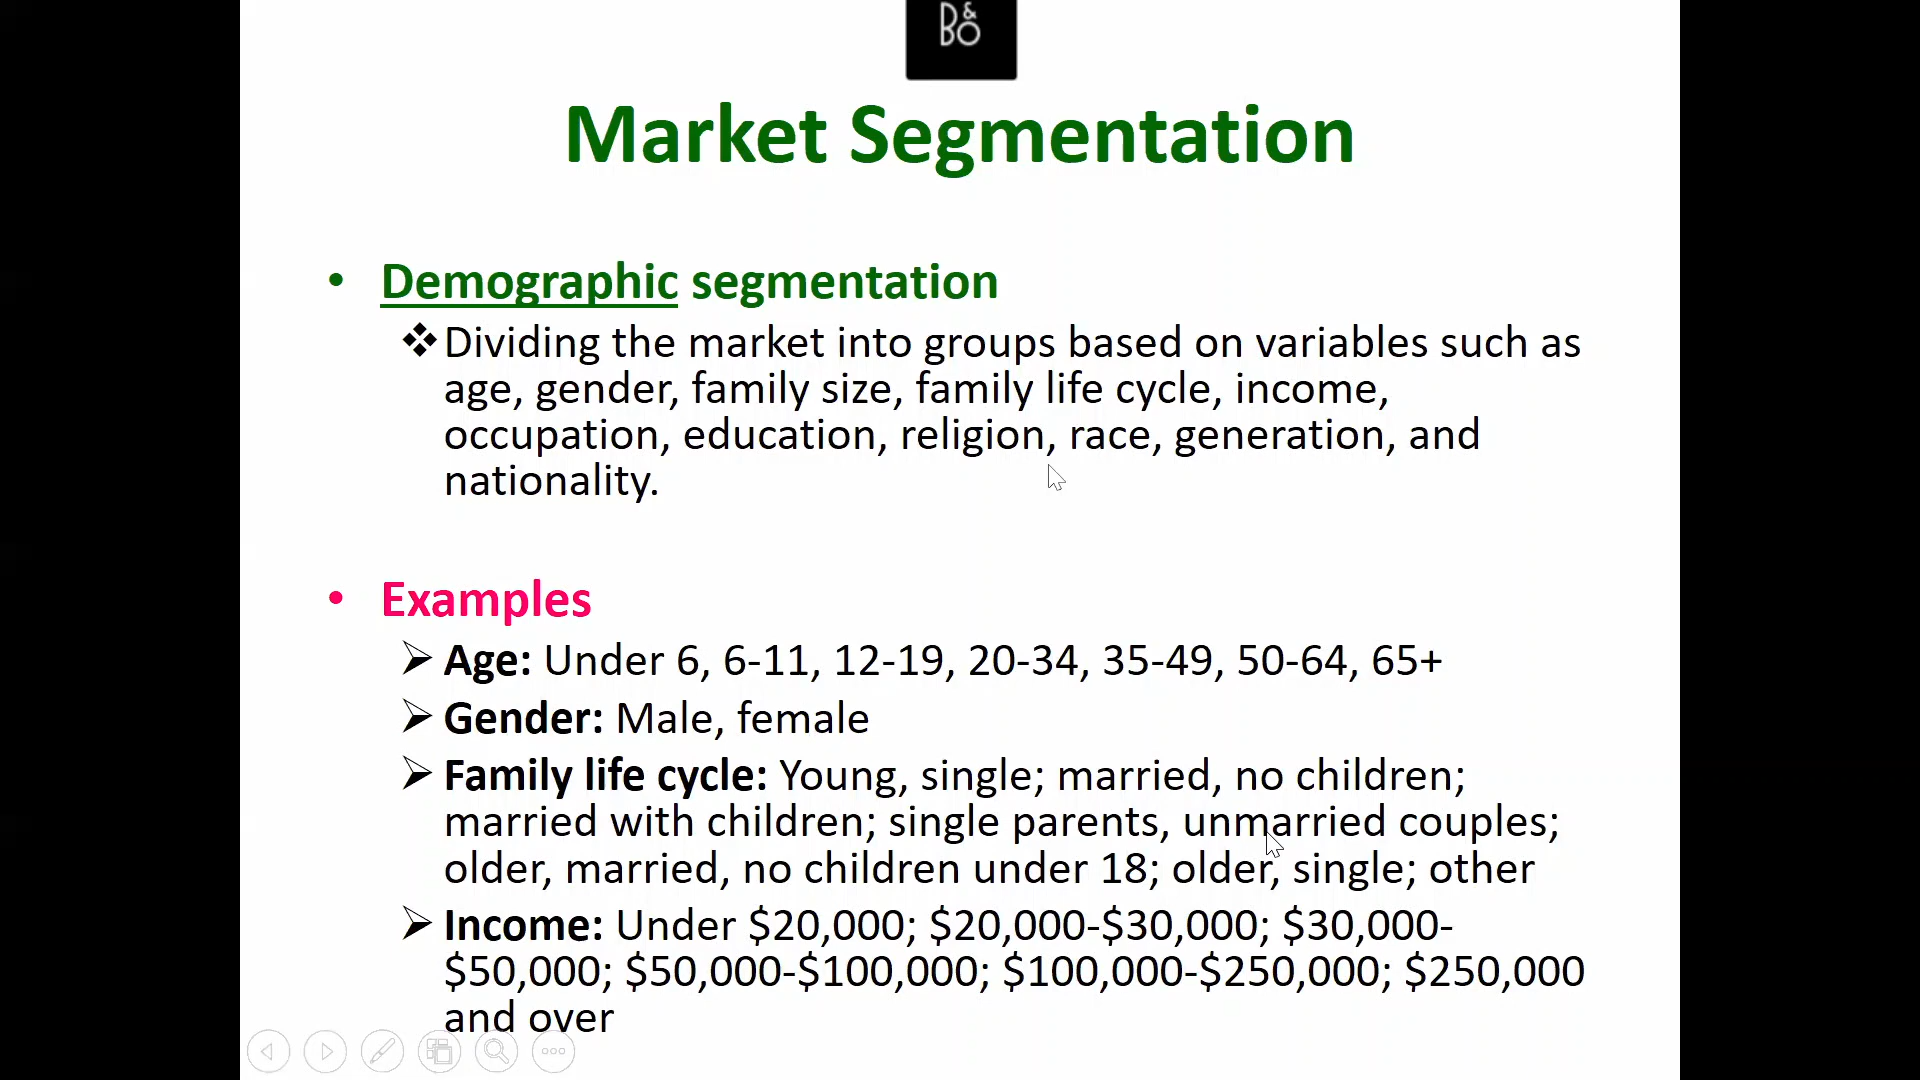 B&O
Market Segmentation
• Demographic segmentation
❖Dividing the market into groups based on variables such as
age, gender, family size, family life cycle, income,
occupation, education, religion, race, generation, and
nationality.
• Examples
➢ Age: Under 6, 6-11, 12-19, 20-34, 35-49, 50-64, 65+
➢ Gender: Male, female
➢ Family life cycle: Young, single; married, no children;
married with children; single parents, unmarried couples;
older, married, no children under 18; older, single; other
➢ Income: Under $20,000; $20,000-$30,000; $30,000-
$50,000; $50,000-$100,000; $100,000-$250,000; $250,000
and over